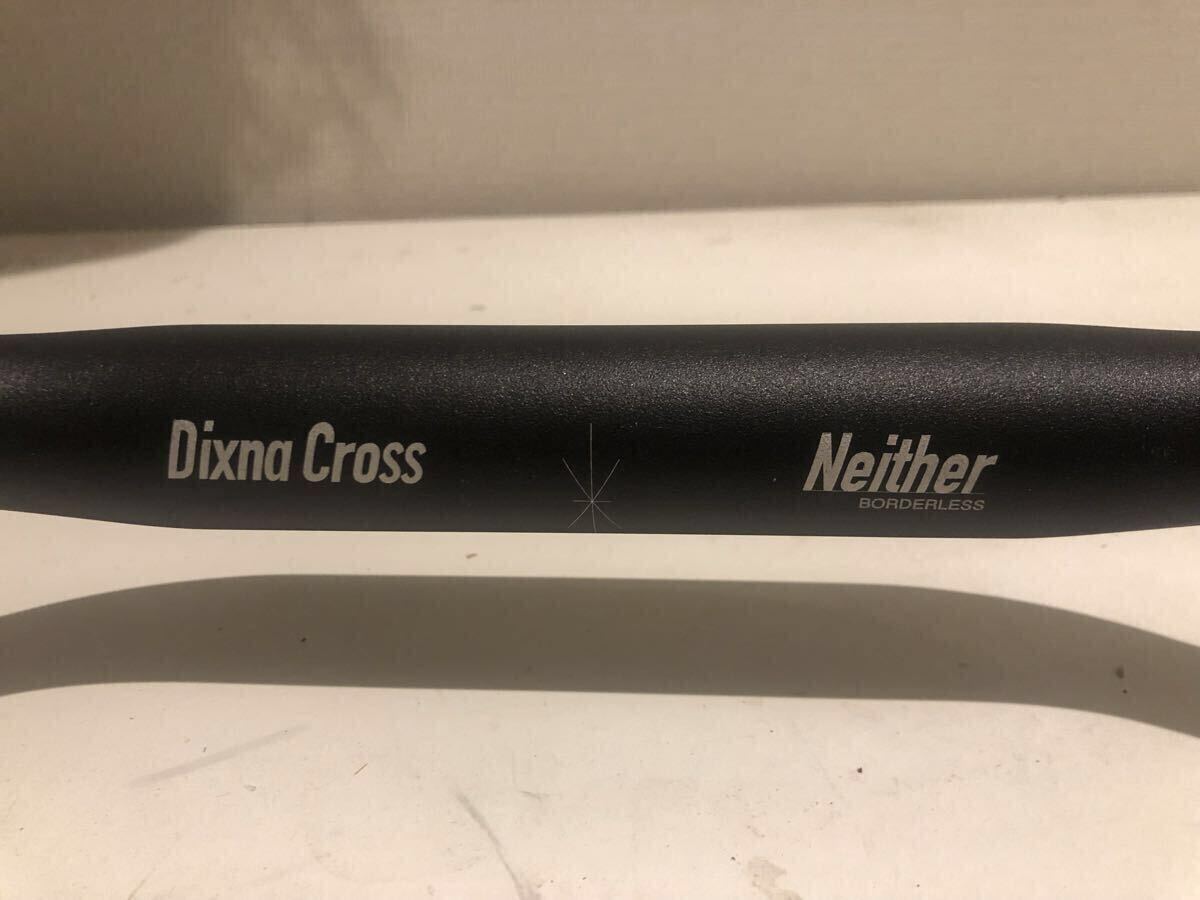 Dixna Cross
Neither
BORDERLESS